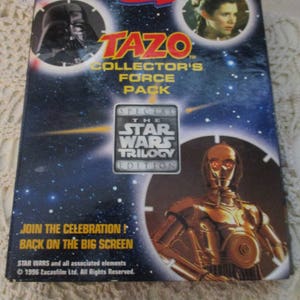 TAZO™
COLLECTOR'S
FORCE
PACK
SPECIAL
THE
STAR
WARS
TRILOGY
EDITION
JOIN THE CELEBRATION !
BACK ON THE BIG SCREEN
STAR WARS and all associated elements
© 1996 Lucasfilm Ltd. All Rights Reserved.